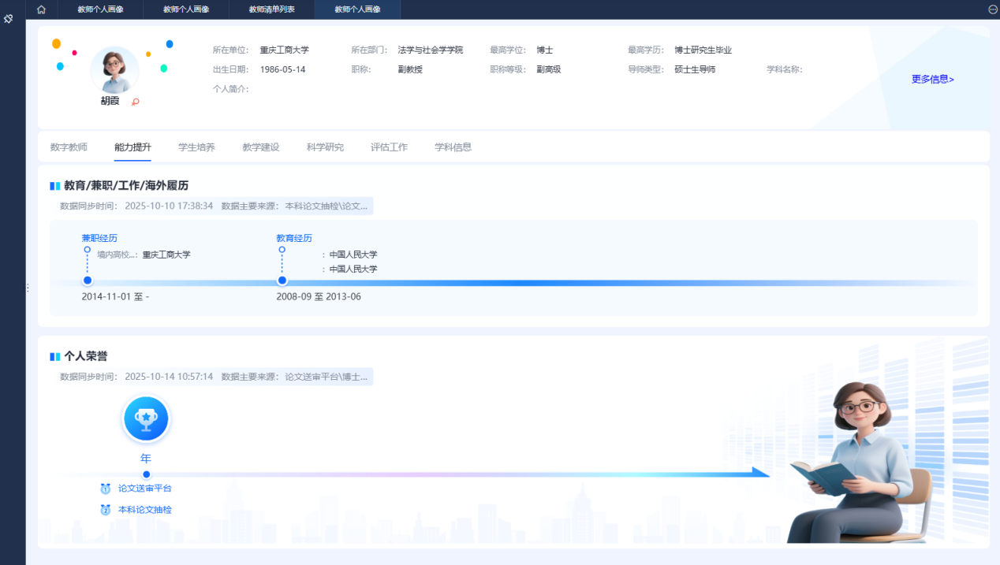 教师个人画像 教师个人画像 教师清单列表 教师个人画像
所在单位: 重庆工商大学 所在部门: 法学与社会学学院 最高学位: 博士 最高学历: 博士研究生毕业
出生日期: 1986-05-14 职称: 副教授 职称等级: 副高级 导师类型: 硕士生导师 学科名称:
更多信息>
个人简介:
胡霞
数字教师 能力提升 学生培养 教学建设 科学研究 评估工作 学科信息
教育/兼职/工作/海外履历
数据同步时间: 2025-10-10 17:38:34 数据主要来源: 本科论文抽检\论文...
兼职经历 教育经历
境内高校...: 重庆工商大学 : 中国人民大学
: 中国人民大学
2014-11-01 至 - 2008-09 至 2013-06
个人荣誉
数据同步时间: 2025-10-14 10:57:14 数据主要来源: 论文送审平台\博士...
年
1 论文送审平台
2 本科论文抽检